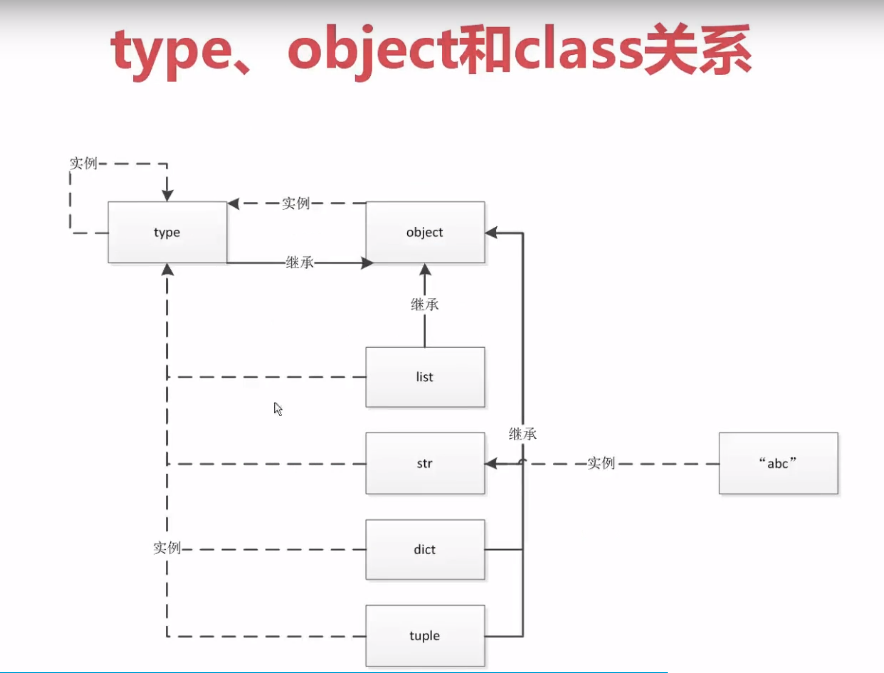 type、object和class关系
实例
实例
type
object
继承
继承
list
继承
str
实例
“abc”
实例
dict
tuple